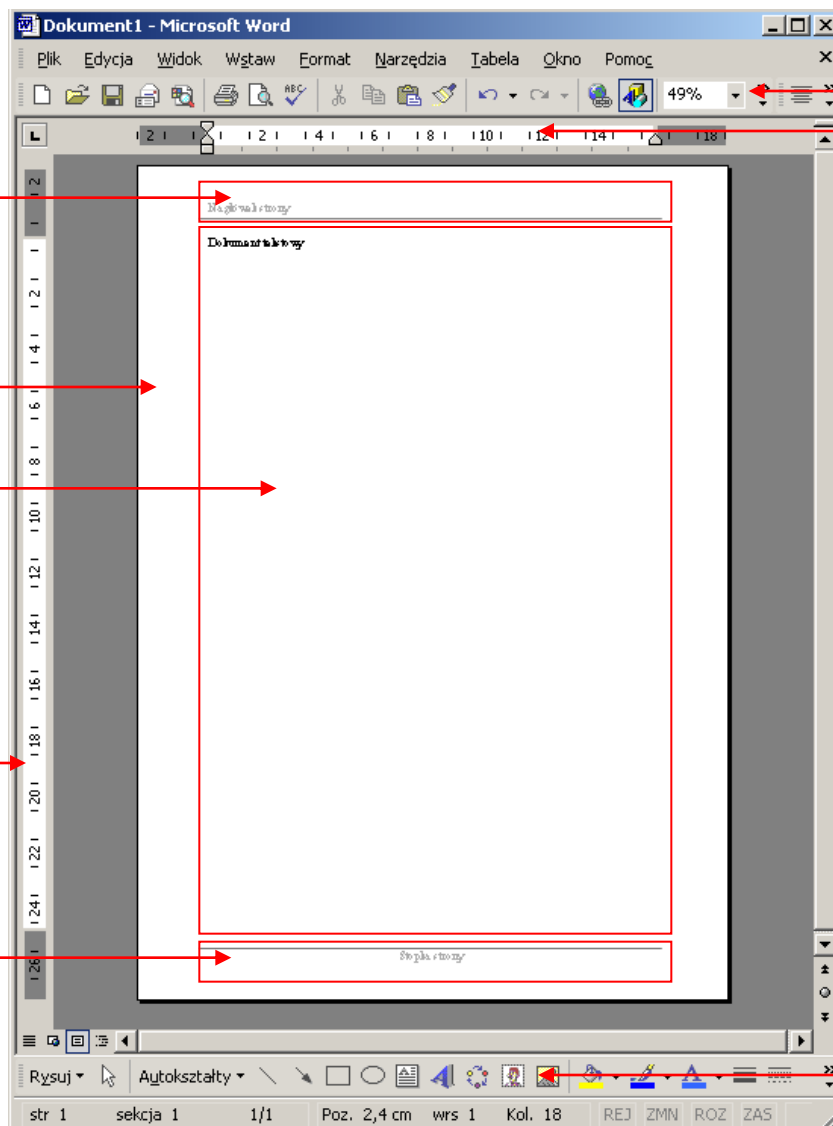 Dokument1 - Microsoft Word
Plik Edycja Widok Wstaw Format Narzędzia Tabela Okno Pomoc
ABC 49%
L 2 2 4 6 8 10 12 14 18
Nagłówek strony
Dokument tekstowy
2
2
4
6
8
10
12
14
16
18
20
22
24
26
Stopka strony
Rysuj Autokształty A A
str 1 sekcja 1 1/1 Poz. 2,4 cm wrs 1 Kol. 18 REJ ZMN ROZ ZAS